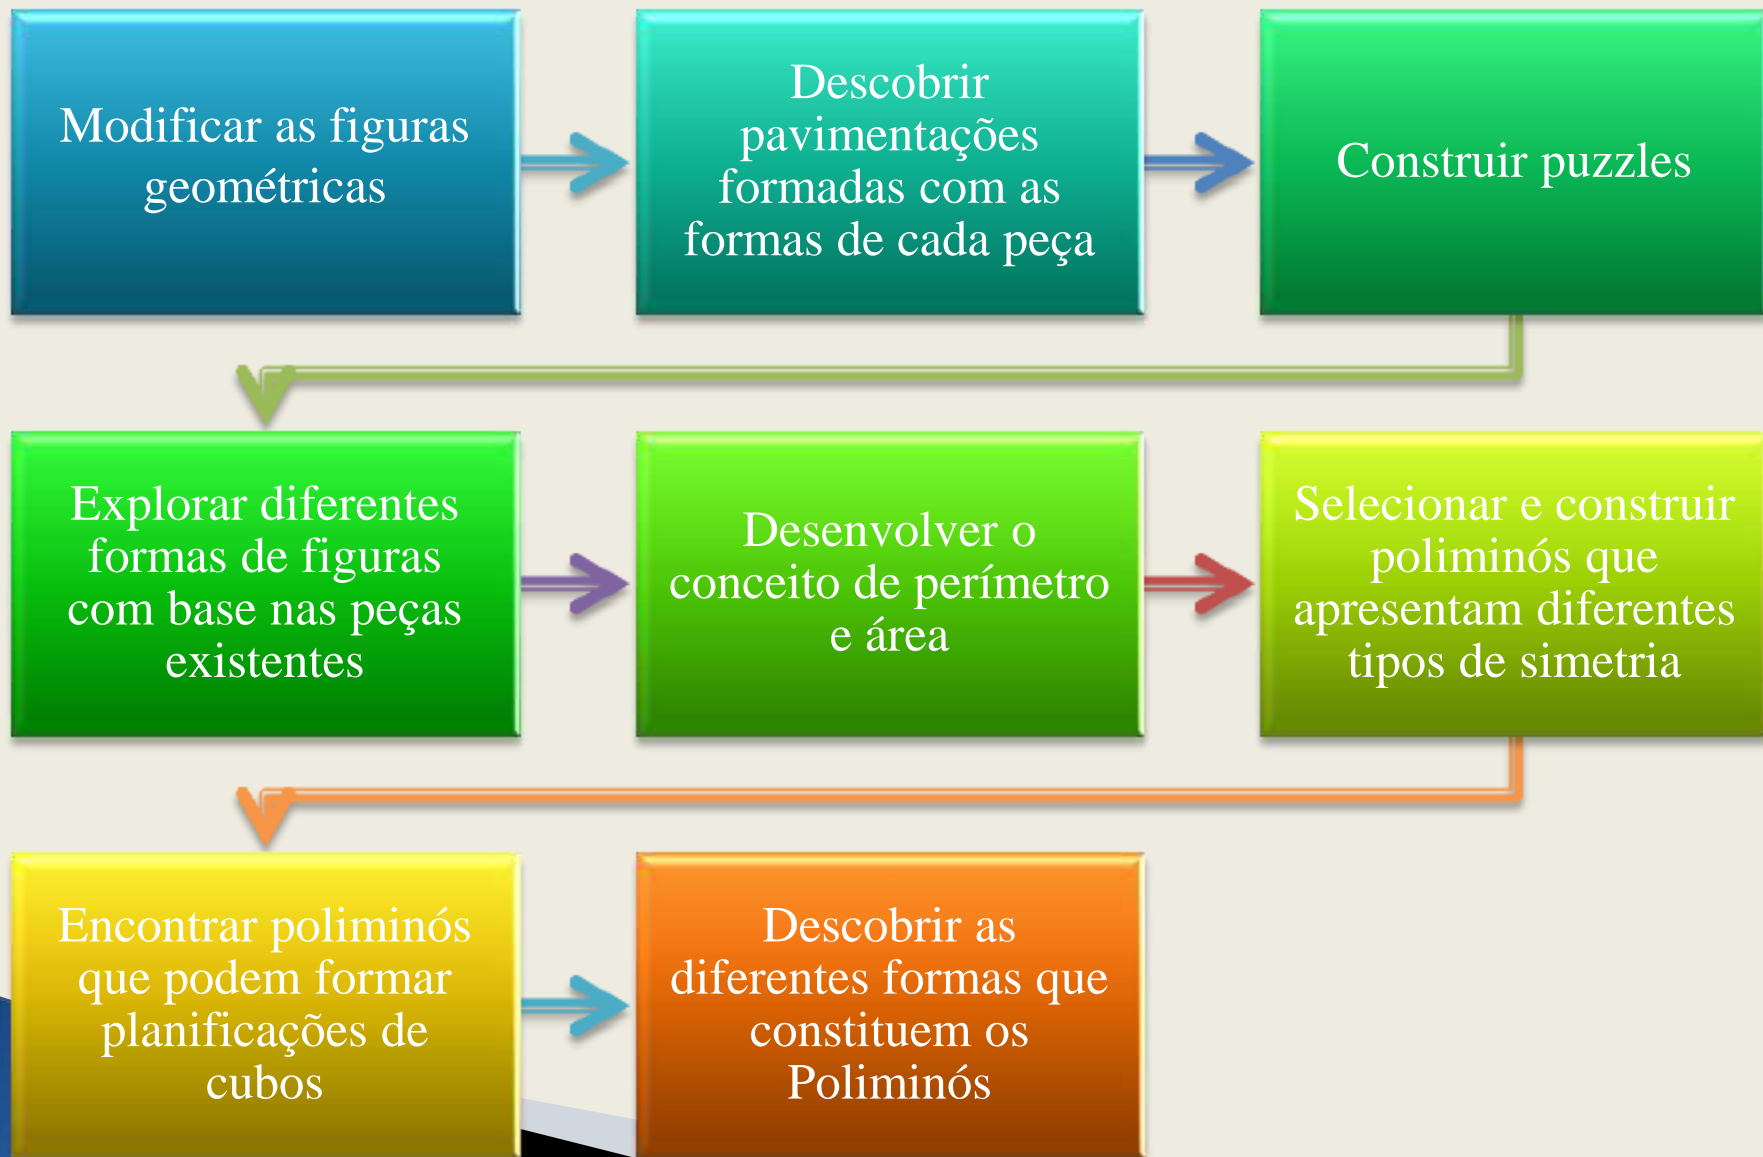 Modificar as figuras
geométricas
Descobrir
pavimentações
formadas com as
formas de cada peça
Construir puzzles
Explorar diferentes
formas de figuras
com base nas peças
existentes
Desenvolver o
conceito de perímetro
e área
Selecionar e construir
poliminós que
apresentam diferentes
tipos de simetria
Encontrar poliminós
que podem formar
planificações de
cubos
Descobrir as
diferentes formas que
constituem os
Poliminós